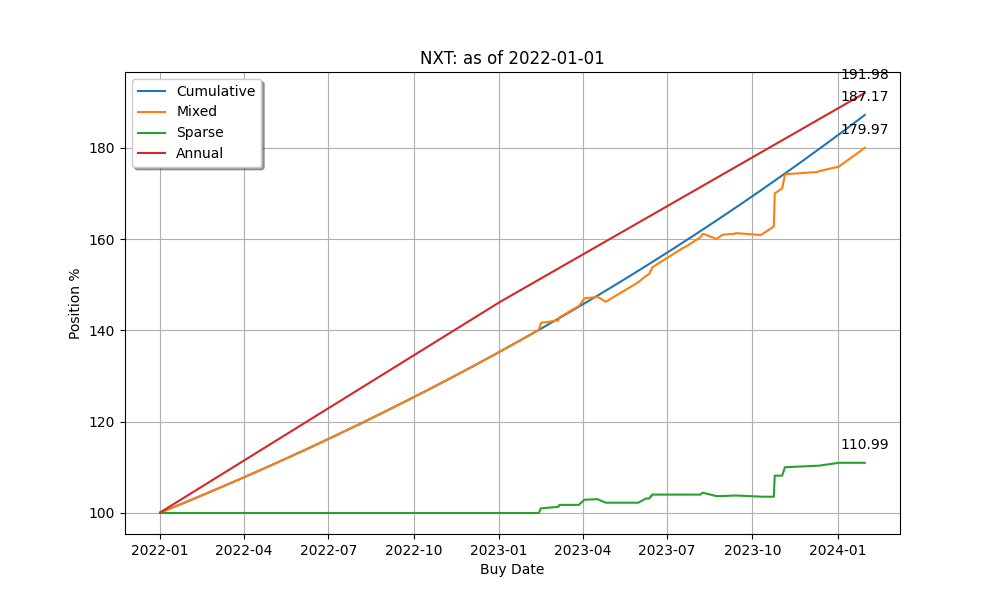 NXT: as of 2022-01-01
191.98
187.17
179.97
110.99
Cumulative
Mixed
Sparse
Annual
Position %
180
160
140
120
100
2022-01 2022-04 2022-07 2022-10 2023-01 2023-04 2023-07 2023-10 2024-01
Buy Date